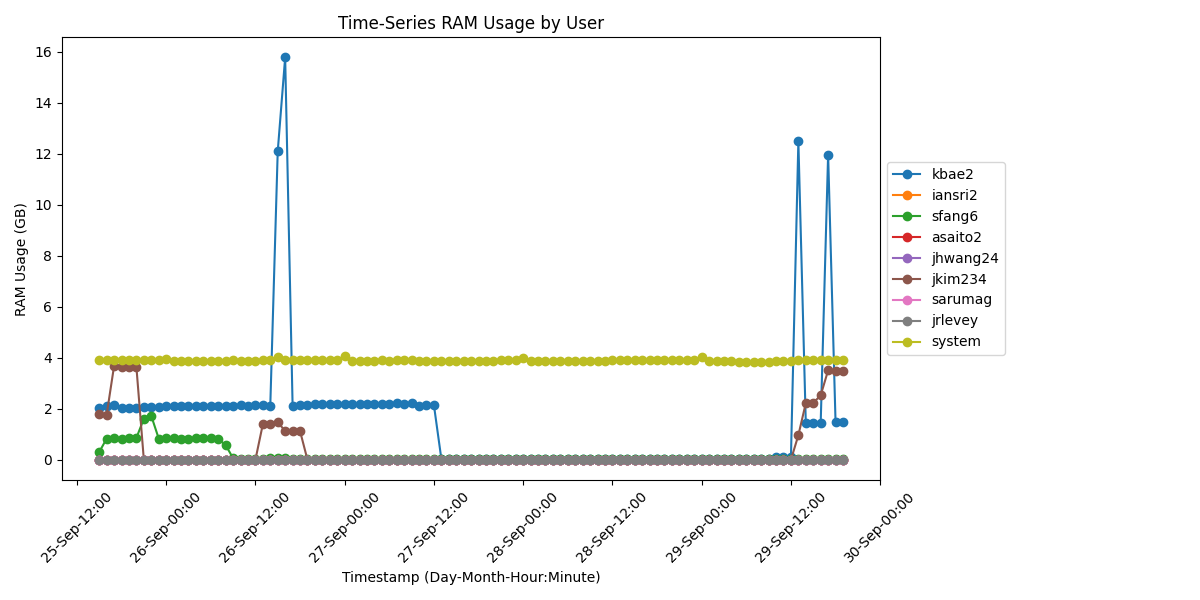 Time-Series RAM Usage by User
RAM Usage (GB)
16
14
12
10
8
6
4
2
0
25-Sep-12:00
26-Sep-00:00
26-Sep-12:00
27-Sep-00:00
27-Sep-12:00
28-Sep-00:00
28-Sep-12:00
29-Sep-00:00
29-Sep-12:00
30-Sep-00:00
Timestamp (Day-Month-Hour:Minute)
kbae2
iansri2
sfang6
asaito2
jhwang24
jkim234
sarumag
jrlevey
system